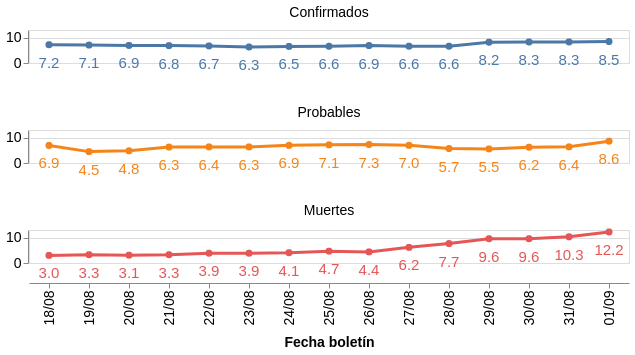 Confirmados
10
0
7.2 7.1 6.9 6.8 6.7 6.3 6.5 6.6 6.9 6.6 6.6 8.2 8.3 8.3 8.5
Probables
10
0
6.9 4.5 4.8 6.3 6.4 6.3 6.9 7.1 7.3 7.0 5.7 5.5 6.2 6.4 8.6
Muertes
10
0
3.0 3.3 3.1 3.3 3.9 3.9 4.1 4.7 4.4 6.2 7.7 9.6 9.6 10.3 12.2
18/08 19/08 20/08 21/08 22/08 23/08 24/08 25/08 26/08 27/08 28/08 29/08 30/08 31/08 01/09
Fecha boletín